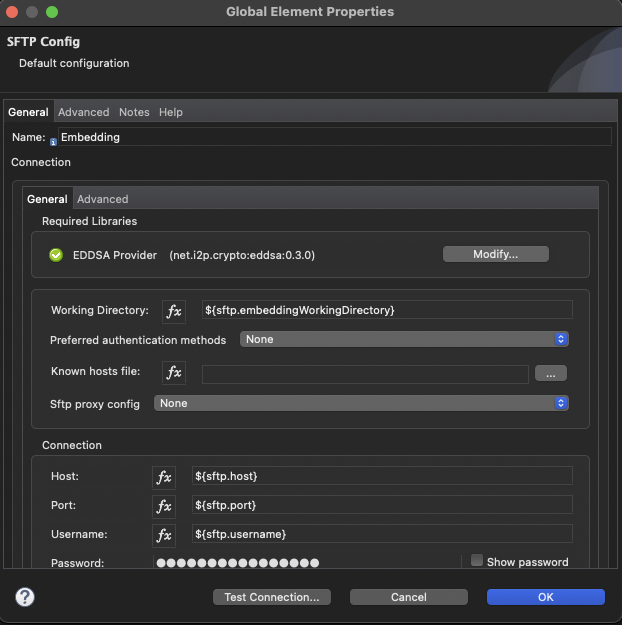 Global Element Properties
SFTP Config
Default configuration
General Advanced Notes Help
Name: Embedding
Connection
General Advanced
Required Libraries
EDDSA Provider (net.i2p.crypto:eddsa:0.3.0) Modify...
Working Directory: fx ${sftp.embeddingWorkingDirectory}
Preferred authentication methods None
Known hosts file: fx ...
Sftp proxy config None
Connection
Host: fx ${sftp.host}
Port: fx ${sftp.port}
Username: fx ${sftp.username}
Password: ●●●●●●●●●●●●●●●● Show password
? Test Connection... Cancel OK